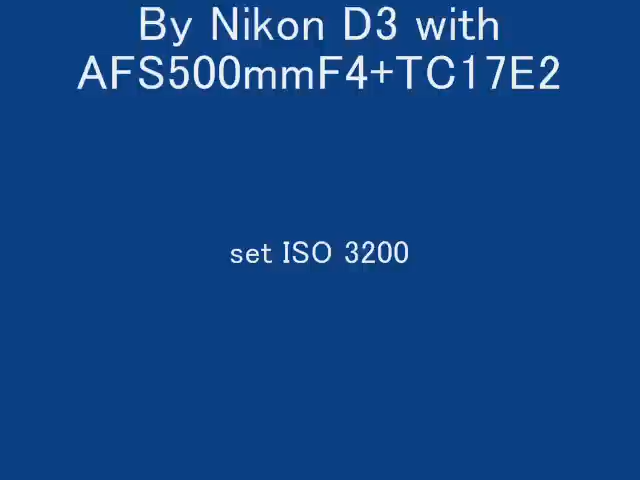 By Nikon D3 with
AFS500mmF4+TC17E2
set ISO 3200